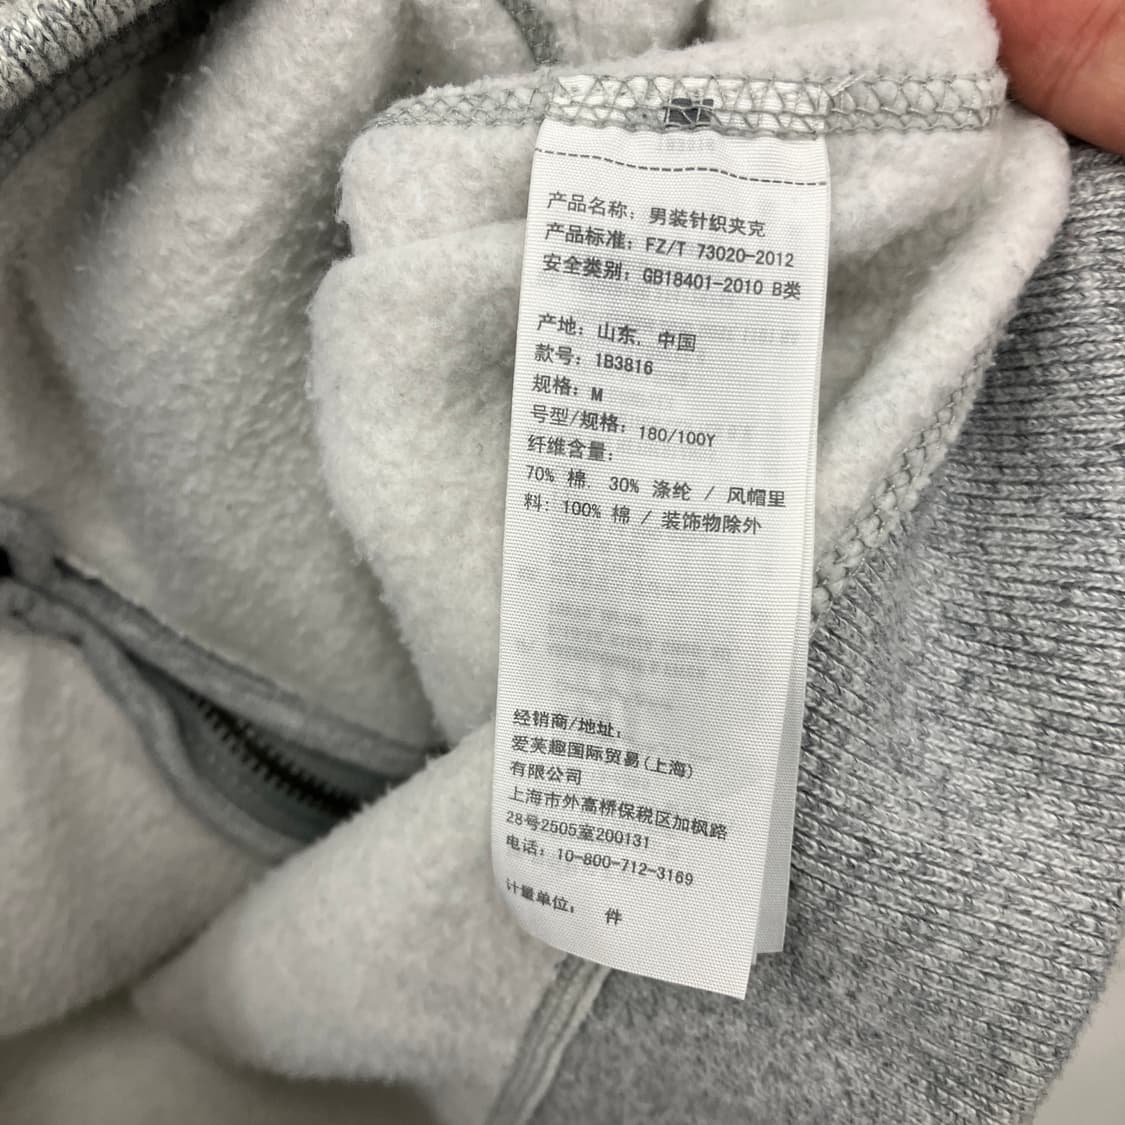 产品名称: 男装针织夹克
产品标准: FZ/T 73020-2012
安全类别: GB18401-2010 B类
产地: 山东, 中国
款号: 1B3816
规格: M
号型/规格: 180/100Y
纤维含量:
70% 棉, 30% 涤纶 / 风帽里
料: 100% 棉 / 装饰物除外
经销商/地址:
爱芙趣国际贸易(上海)
有限公司
上海市外高桥保税区加枫路
28号2505室200131
电话: 10-800-712-3169
计量单位: 件